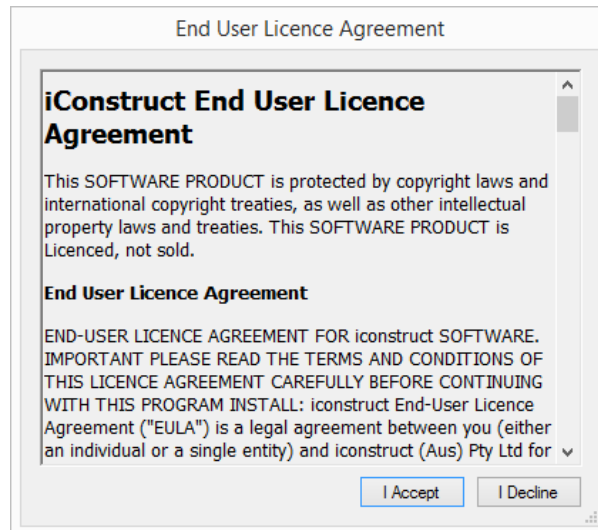 End User Licence Agreement
iConstruct End User Licence
Agreement
This SOFTWARE PRODUCT is protected by copyright laws and
international copyright treaties, as well as other intellectual
property laws and treaties. This SOFTWARE PRODUCT is
Licenced, not sold.
End User Licence Agreement
END-USER LICENCE AGREEMENT FOR iconstruct SOFTWARE.
IMPORTANT PLEASE READ THE TERMS AND CONDITIONS OF
THIS LICENCE AGREEMENT CAREFULLY BEFORE CONTINUING
WITH THIS PROGRAM INSTALL: iconstruct End-User Licence
Agreement ("EULA") is a legal agreement between you (either
an individual or a single entity) and iconstruct (Aus) Pty Ltd for
I Accept I Decline